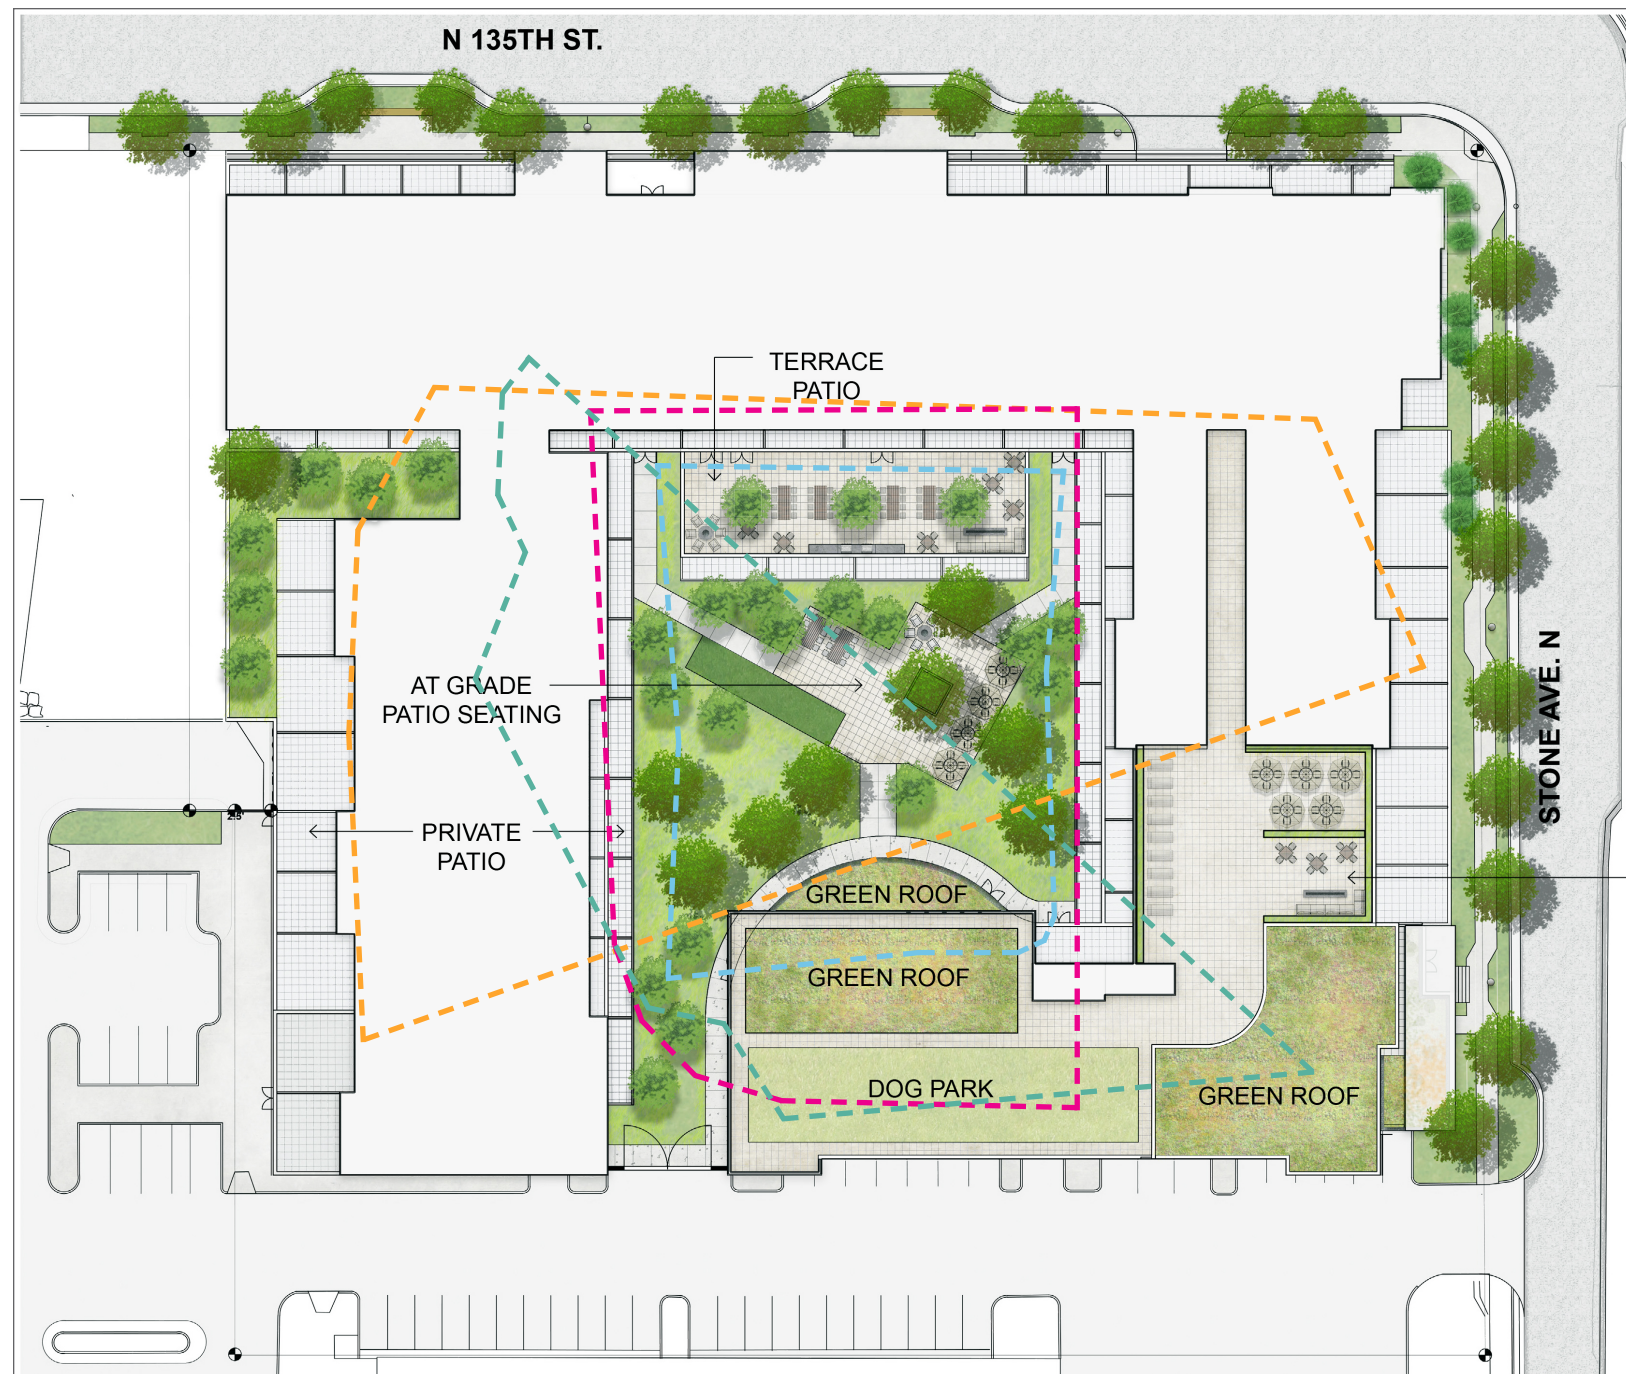 N 135TH ST.
TERRACE
PATIO
AT GRADE
PATIO SEATING
STONE AVE. N
PRIVATE
PATIO
GREEN ROOF
GREEN ROOF
DOG PARK
GREEN ROOF